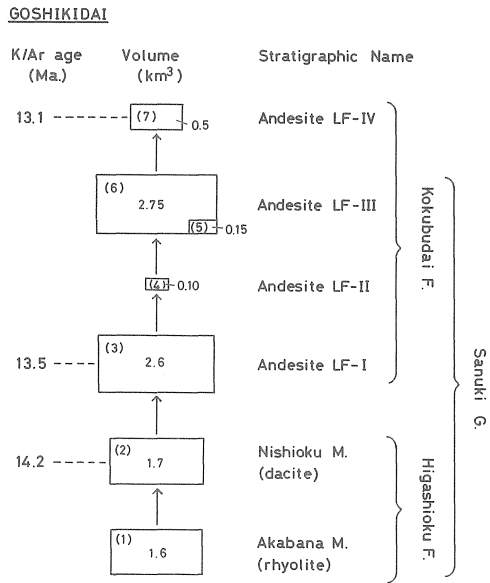 GOSHIKIDAI
K/Ar age Volume Stratigraphic Name
(Ma.) (km³)
13.1 (7) 0.5 Andesite LF-IV
(6)
2.75 Andesite LF-III
(5) 0.15
(4) 0.10 Andesite LF-II
(3)
13.5 2.6 Andesite LF-I
Kokubudai F.
Sanuki G.
(2) Nishioku M.
14.2 1.7 (dacite)
Higashioku F.
(1) Akabana M.
1.6 (rhyolite)